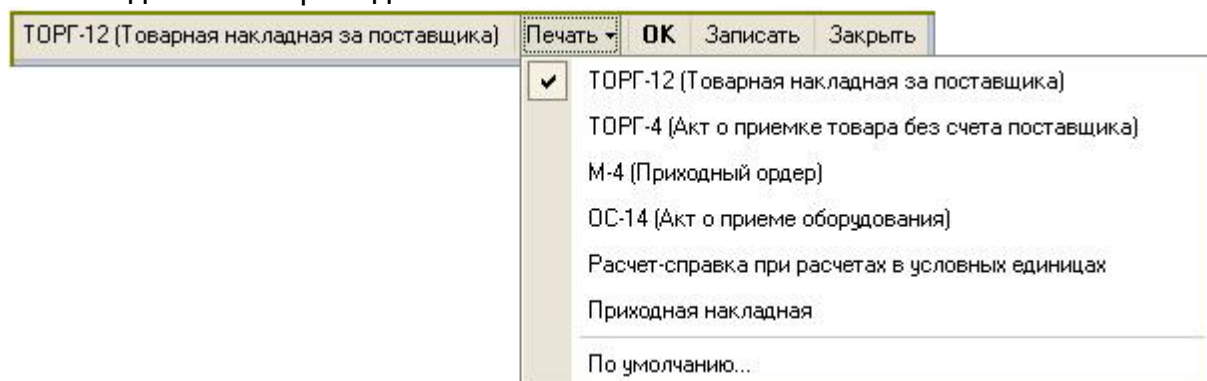 ТОРГ-12 (Товарная накладная за поставщика) Печать ОК Записать Закрыть
ТОРГ-12 (Товарная накладная за поставщика)
ТОРГ-4 (Акт о приемке товара без счета поставщика)
М-4 (Приходный ордер)
ОС-14 (Акт о приеме оборудования)
Расчет-справка при расчетах в условных единицах
Приходная накладная
По умолчанию...